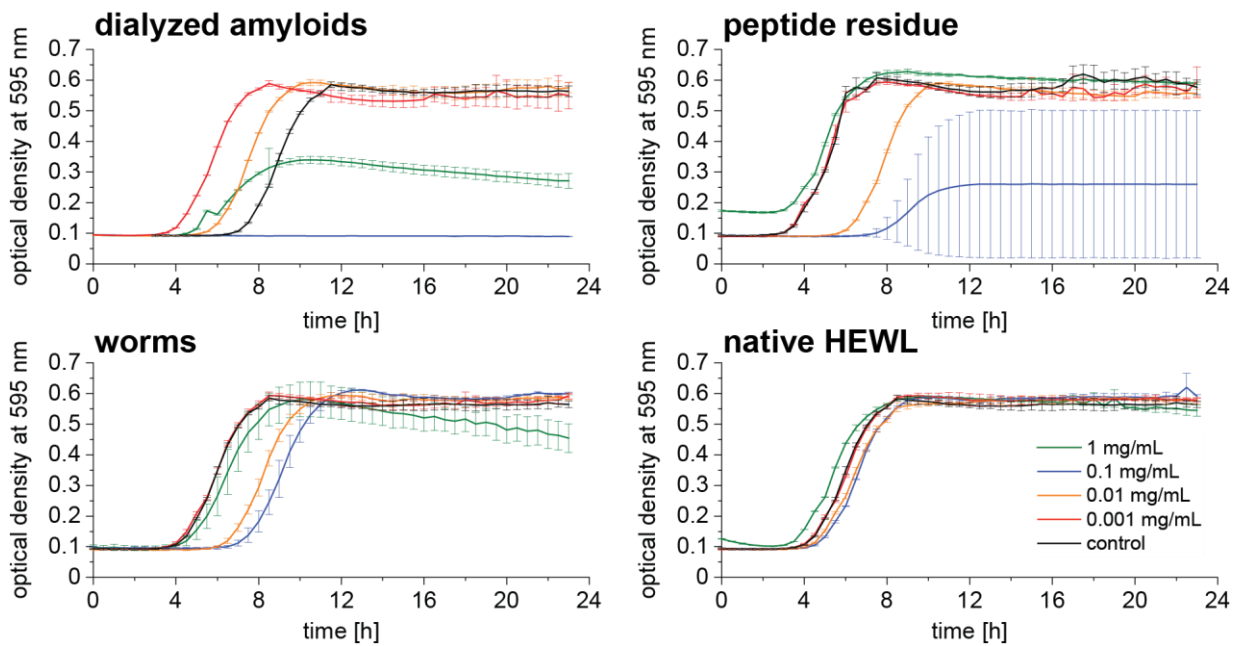 dialyzed amyloids
optical density at 595 nm
0.7
0.6
0.5
0.4
0.3
0.2
0.1
0
0 4 8 12 16 20 24
time [h]
peptide residue
optical density at 595 nm
0.7
0.6
0.5
0.4
0.3
0.2
0.1
0
0 4 8 12 16 20 24
time [h]
worms
optical density at 595 nm
0.7
0.6
0.5
0.4
0.3
0.2
0.1
0
0 4 8 12 16 20 24
time [h]
native HEWL
optical density at 595 nm
0.7
0.6
0.5
0.4
0.3
0.2
0.1
0
0 4 8 12 16 20 24
time [h]
1 mg/mL
0.1 mg/mL
0.01 mg/mL
0.001 mg/mL
control